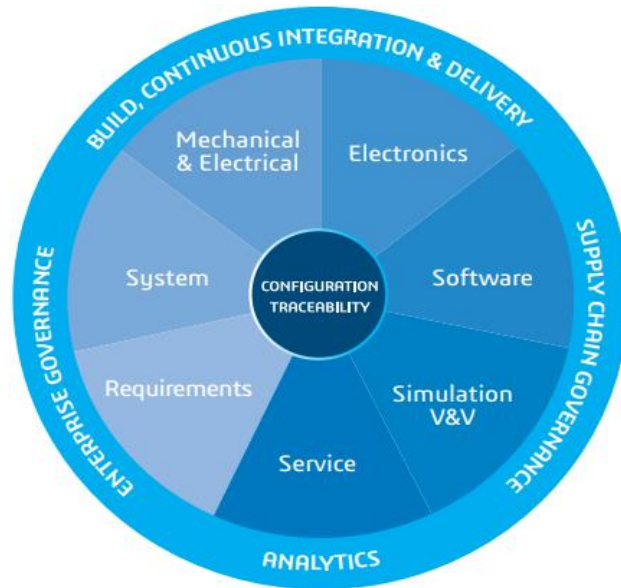 BUILD, CONTINUOUS INTEGRATION & DELIVERY
Mechanical
& Electrical
Electronics
System
CONFIGURATION
TRACEABILITY
Software
Requirements
Simulation
V&V
Service
ENTERPRISE GOVERNANCE
SUPPLY CHAIN GOVERNANCE
ANALYTICS